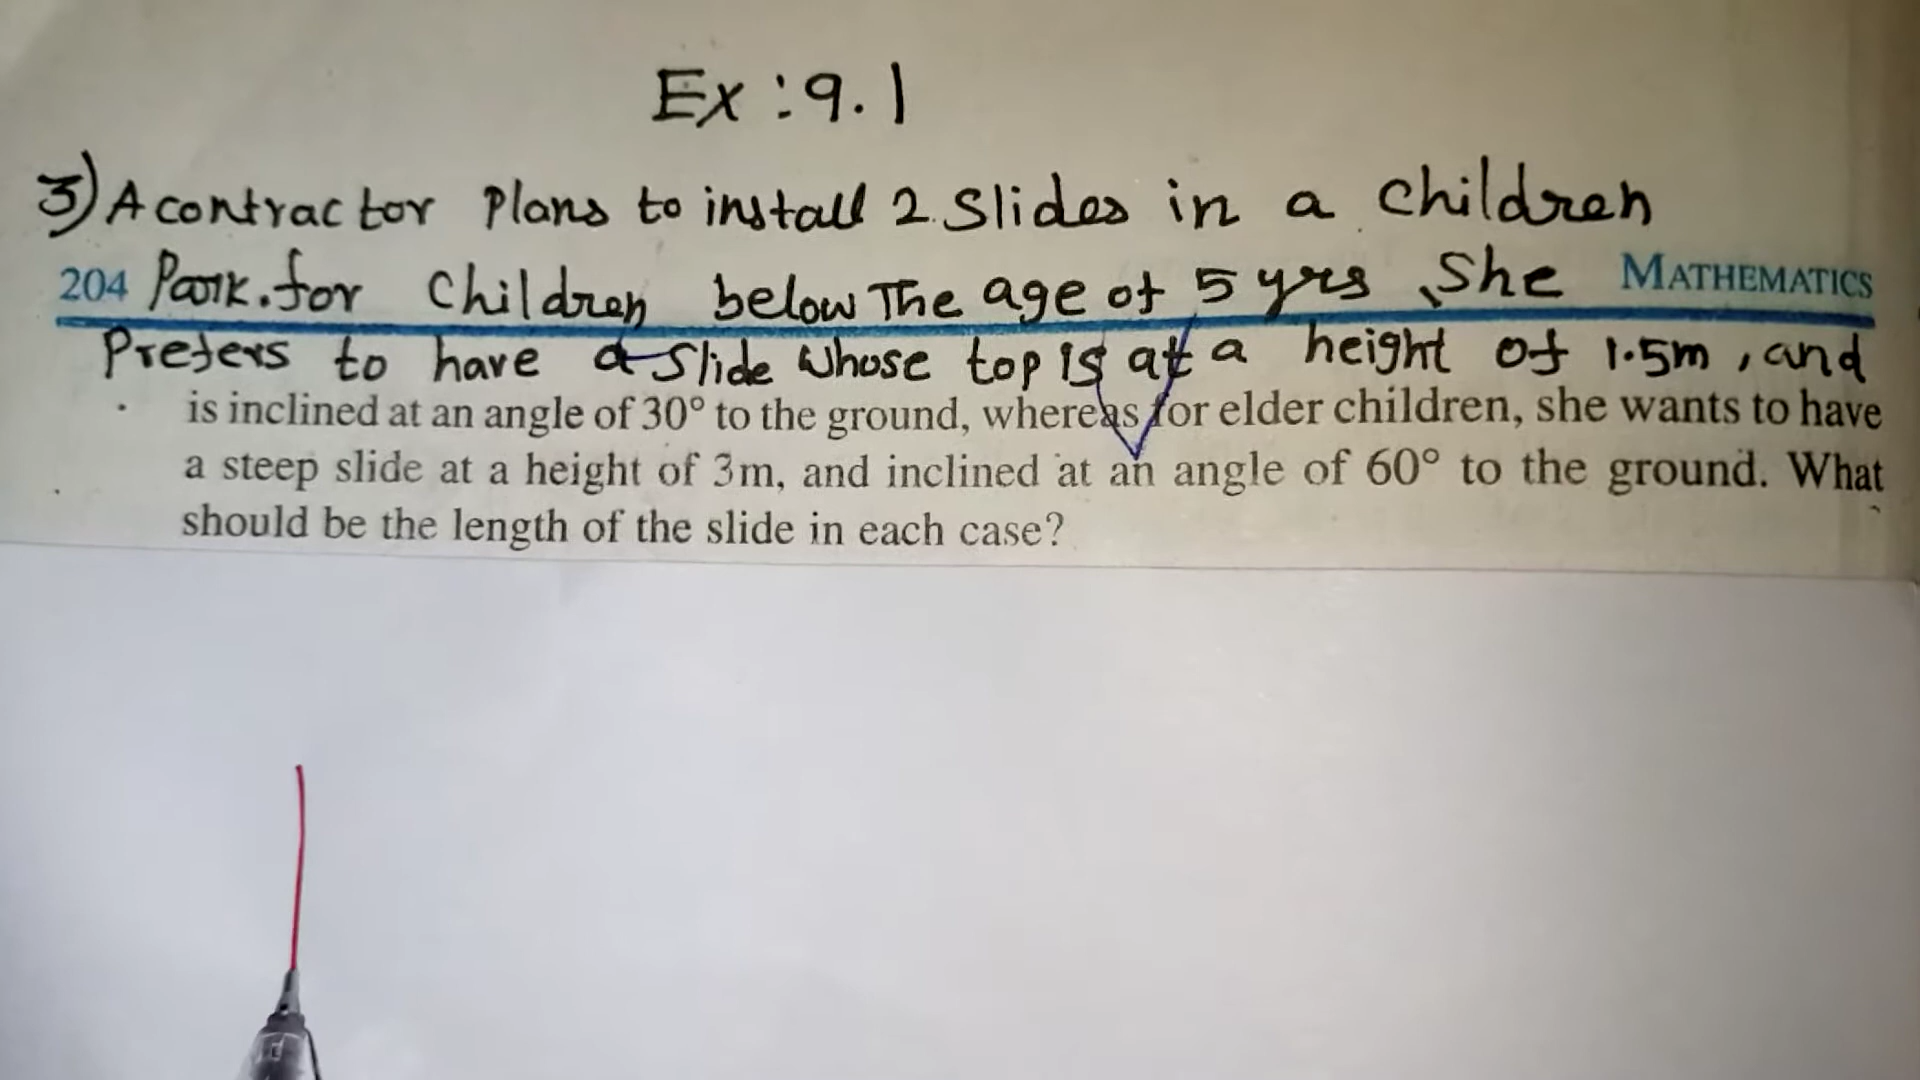 Ex : 9.1
3) A contractor Plans to install 2 Slides in a children
204 Park. for Children below The age of 5 yrs, She MATHEMATICS
Prefers to have a Slide whose top is at a height of 1.5m, and
is inclined at an angle of 30° to the ground, whereas for elder children, she wants to have
a steep slide at a height of 3m, and inclined at an angle of 60° to the ground. What
should be the length of the slide in each case?